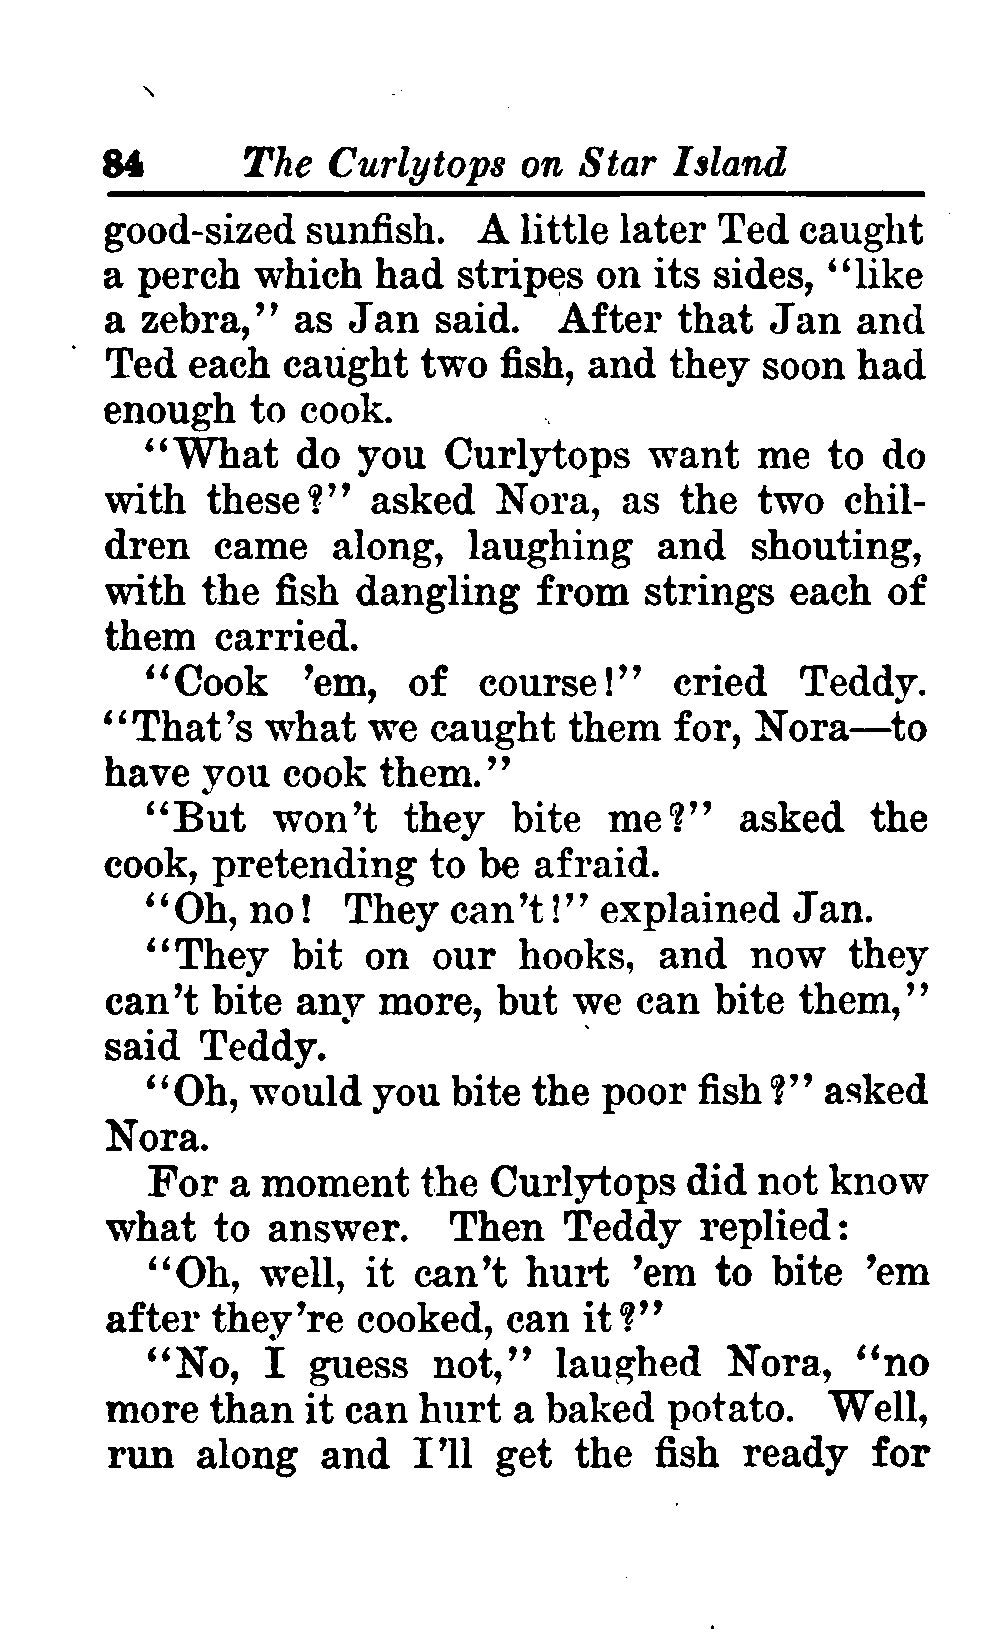 84 The Curlytops on Star Island
good-sized sunfish. A little later Ted caught
a perch which had stripes on its sides, "like
a zebra," as Jan said. After that Jan and
Ted each caught two fish, and they soon had
enough to cook.
"What do you Curlytops want me to do
with these?" asked Nora, as the two chil-
dren came along, laughing and shouting,
with the fish dangling from strings each of
them carried.
"Cook 'em, of course!" cried Teddy.
"That's what we caught them for, Nora—to
have you cook them."
"But won't they bite me?" asked the
cook, pretending to be afraid.
"Oh, no! They can't!" explained Jan.
"They bit on our hooks, and now they
can't bite any more, but we can bite them,"
said Teddy.
"Oh, would you bite the poor fish?" asked
Nora.
For a moment the Curlytops did not know
what to answer. Then Teddy replied:
"Oh, well, it can't hurt 'em to bite 'em
after they're cooked, can it?"
"No, I guess not," laughed Nora, "no
more than it can hurt a baked potato. Well,
run along and I'll get the fish ready for